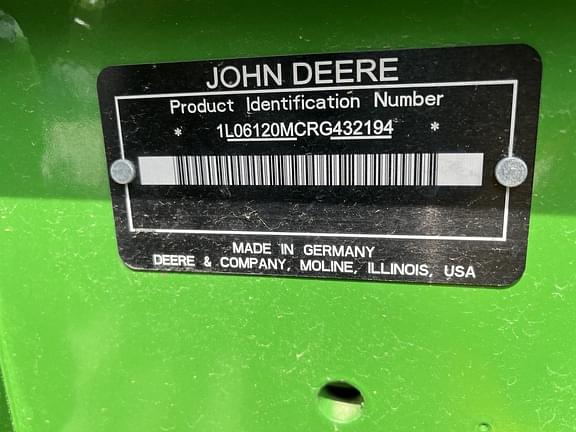 JOHN DEERE
Product Identification Number
* 1L06120MCRG432194 *
MADE IN GERMANY
DEERE & COMPANY, MOLINE, ILLINOIS, USA